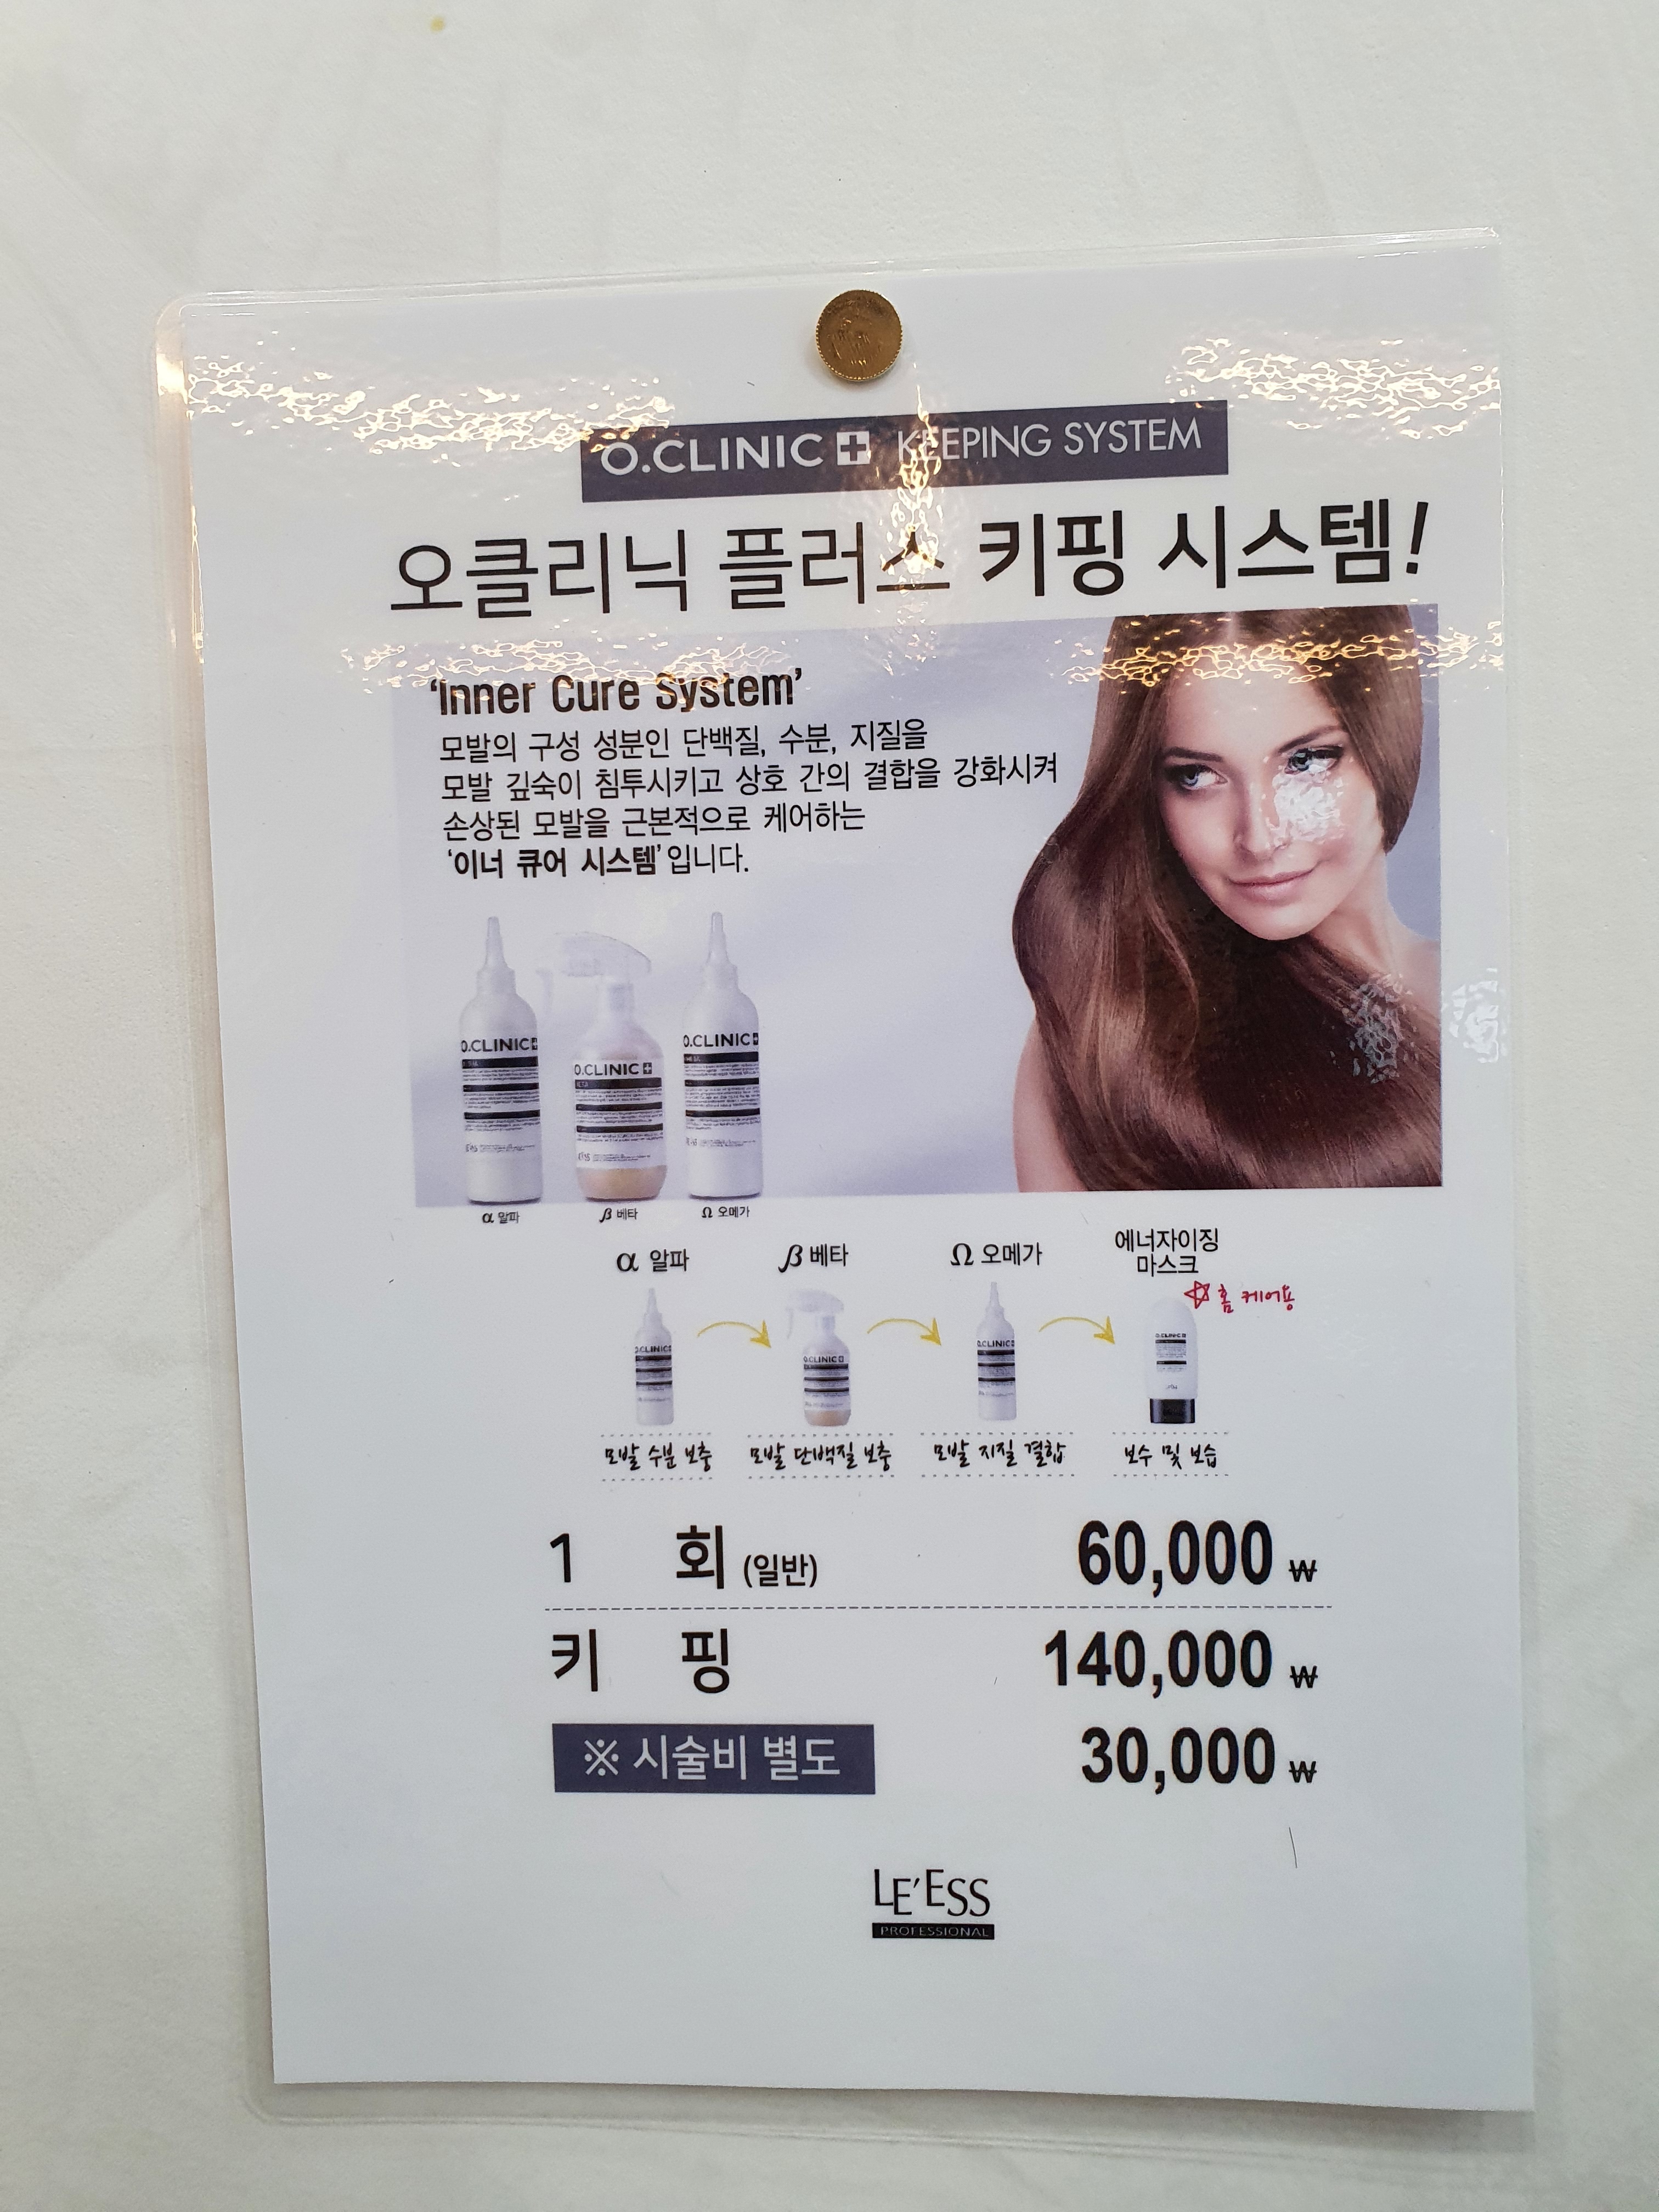 O.CLINIC KEEPING SYSTEM
오클리닉 플러스 키핑 시스템!
'Inner Cure System'
모발의 구성 성분인 단백질, 수분, 지질을
모발 깊숙이 침투시키고 상호 간의 결합을 강화시켜
손상된 모발을 근본적으로 케어하는
'이너 큐어 시스템'입니다.
O.CLINIC
O.CLINIC
O.CLINIC
α 알파
β 베타
Ω 오메가
α 알파
β 베타
Ω 오메가
에너자이징
마스크
☆ 홈 케어용
O.CLINIC
O.CLINIC
O.CLINIC
O.CLINIC
모발 수분 보충
모발 단백질 보충
모발 지질 결합
보수 및 보습
1 회 (일반) 60,000 ₩
키 핑 140,000 ₩
※ 시술비 별도 30,000 ₩
LE'ESS
PROFESSIONAL